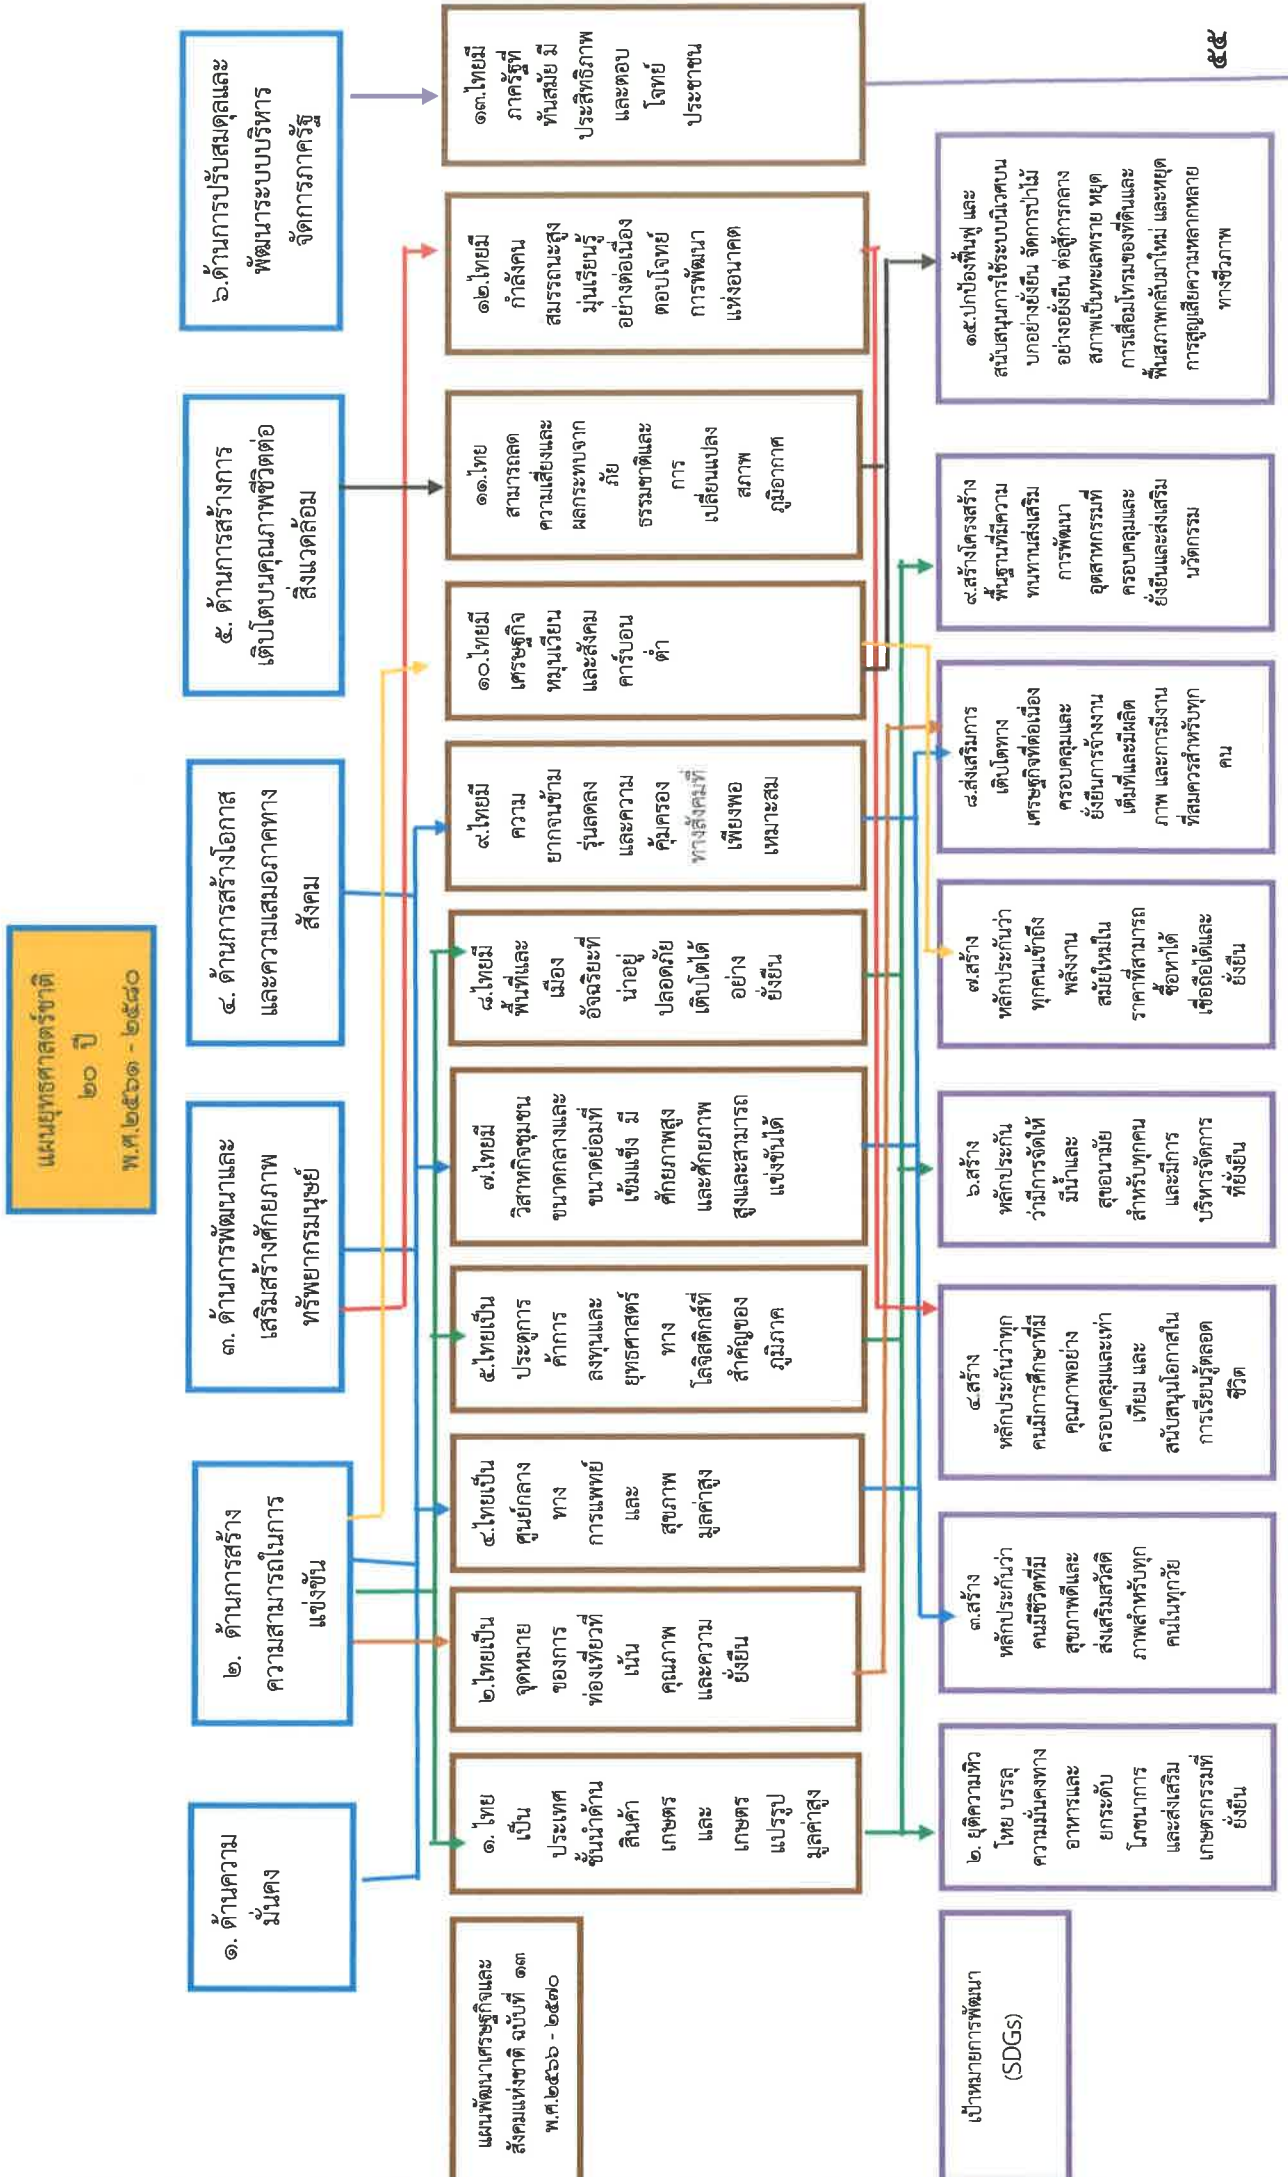 แผนยุทธศาสตร์ชาติ
๒๐ ปี
พ.ศ.๒๕๖๑ - ๒๕๘๐
๑. ด้านความ
มั่นคง
๒. ด้านการสร้าง
ความสามารถในการ
แข่งขัน
๓. ด้านการพัฒนาและ
เสริมสร้างศักยภาพ
ทรัพยากรมนุษย์
๔. ด้านการสร้างโอกาส
และความเสมอภาคทาง
สังคม
๕. ด้านการสร้างการ
เติบโตบนคุณภาพชีวิตต่อ
สิ่งแวดล้อม
๖.ด้านการปรับสมดุลและ
พัฒนาระบบบริหาร
จัดการภาครัฐ
แผนพัฒนาเศรษฐกิจและ
สังคมแห่งชาติ ฉบับที่ ๑๓
พ.ศ.๒๕๖๖ - ๒๕๗๐
๑. ไทย
เป็น
ประเทศ
ชั้นนำด้าน
สินค้า
เกษตร
และ
เกษตร
แปรรูป
มูลค่าสูง
๒.ไทยเป็น
จุดหมาย
ของการ
ท่องเที่ยวที่
เน้น
คุณภาพ
และความ
ยั่งยืน
๔.ไทยเป็น
ศูนย์กลาง
ทาง
การแพทย์
และ
สุขภาพ
มูลค่าสูง
๕.ไทยเป็น
ประตูการ
ค้าการ
ลงทุนและ
ยุทธศาสตร์
ทาง
โลจิสติกส์ที่
สำคัญของ
ภูมิภาค
๗.ไทยมี
วิสาหกิจชุมชน
ขนาดกลางและ
ขนาดย่อมที่
เข้มแข็ง มี
ศักยภาพสูง
และศักยภาพ
สูงและสามารถ
แข่งขันได้
๘.ไทยมี
พื้นที่และ
เมือง
อัจฉริยะที่
น่าอยู่
ปลอดภัย
เติบโตได้
อย่าง
ยั่งยืน
๙.ไทยมี
ความ
ยากจนข้าม
รุ่นลดลง
และความ
คุ้มครอง
ทางสังคมที่
เพียงพอ
เหมาะสม
๑๐.ไทยมี
เศรษฐกิจ
หมุนเวียน
และสังคม
คาร์บอน
ต่ำ
๑๑.ไทย
สามารถลด
ความเสี่ยงและ
ผลกระทบจาก
ภัย
ธรรมชาติและ
การ
เปลี่ยนแปลง
สภาพ
ภูมิอากาศ
๑๒.ไทยมี
กำลังคน
สมรรถนะสูง
มุ่นเรียนรู้
อย่างต่อเนื่อง
ตอบโจทย์
การพัฒนา
แห่งอนาคต
๑๓.ไทยมี
ภาครัฐที่
ทันสมัย มี
ประสิทธิภาพ
และตอบ
โจทย์
ประชาชน
เป้าหมายการพัฒนา
(SDGs)
๒. ยุติความหิว
โหย บรรลุ
ความมั่นคงทาง
อาหารและ
ยกระดับ
โภชนาการ
และส่งเสริม
เกษตรกรรมที่
ยั่งยืน
๓.สร้าง
หลักประกันว่า
คนมีชีวิตที่มี
สุขภาพดีและ
ส่งเสริมสวัสดิ
ภาพสำหรับทุก
คนในทุกวัย
๔.สร้าง
หลักประกันว่าทุก
คนมีการศึกษาที่มี
คุณภาพอย่าง
ครอบคลุมและเท่า
เทียม และ
สนับสนุนโอกาสใน
การเรียนรู้ตลอด
ชีวิต
๖.สร้าง
หลักประกัน
ว่ามีการจัดให้
มีน้ำและ
สุขอนามัย
สำหรับทุกคน
และมีการ
บริหารจัดการ
ที่ยั่งยืน
๗.สร้าง
หลักประกันว่า
ทุกคนเข้าถึง
พลังงาน
สมัยใหม่ใน
ราคาที่สามารถ
ซื้อหาได้
เชื่อถือได้และ
ยั่งยืน
๘.ส่งเสริมการ
เติบโตทาง
เศรษฐกิจที่ต่อเนื่อง
ครอบคลุมและ
ยั่งยืนการจ้างงาน
เต็มที่และมีผลิต
ภาพ และการมีงาน
ที่สมควรสำหรับทุก
คน
๙.สร้างโครงสร้าง
พื้นฐานที่มีความ
ทนทานส่งเสริม
การพัฒนา
อุตสาหกรรมที่
ครอบคลุมและ
ยั่งยืนและส่งเสริม
นวัตกรรม
๑๕.ปกป้องฟื้นฟู และ
สนับสนุนการใช้ระบบนิเวศบน
บกอย่างยั่งยืน จัดการป่าไม้
อย่างอยั่งยืน ต่อสู้การกลาง
สภาพเป็นทะเลทราย หยุด
การเสื่อมโทรมของที่ดินและ
ฟื้นสภาพกลับมาใหม่ และหยุด
การสูญเสียความหลากหลาย
ทางชีวภาพ
๕๕